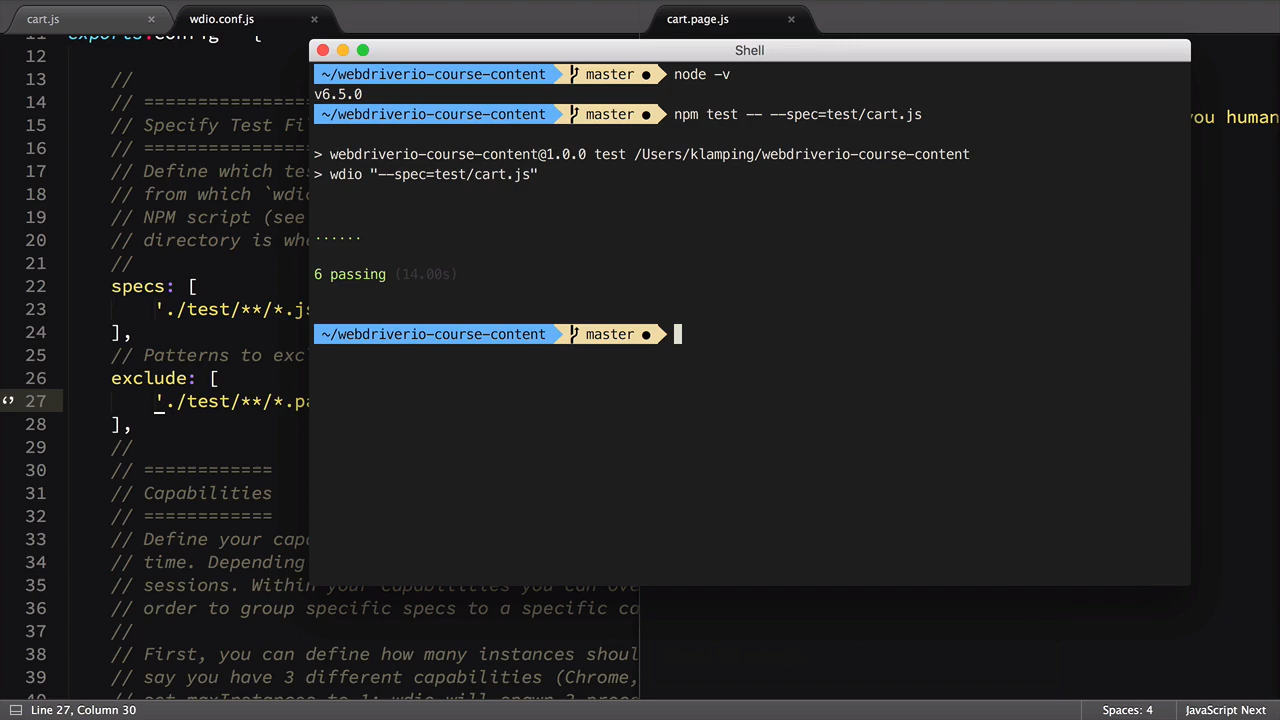 cart.js × wdio.conf.js × cart.page.js ×
Shell
~/webdriverio-course-content master ● node -v
v6.5.0
~/webdriverio-course-content master ● npm test -- --spec=test/cart.js
> webdriverio-course-content@1.0.0 test /Users/klamping/webdriverio-course-content
> wdio "--spec=test/cart.js"
......
6 passing (14.00s)
~/webdriverio-course-content master ●
you human
12
13 //
14 // ==================
15 // Specify Test Fi
16 // ==================
17 // Define which tes
18 // from which `wdio
19 // NPM script (see
20 // directory is whe
21 //
22 specs: [
23 './test/**/*.js
24 ],
25 // Patterns to exc
26 exclude: [
27 './test/**/*.pa
28 ],
29 //
30 // ============
31 // Capabilities
32 // ============
33 // Define your capa
34 // time. Depending
35 // sessions. Within your capabilities you can ove
36 // order to group specific specs to a specific ca
37 //
38 // First, you can define how many instances shoul
39 // say you have 3 different capabilities (Chrome,
Line 27, Column 30 Spaces: 4 JavaScript Next